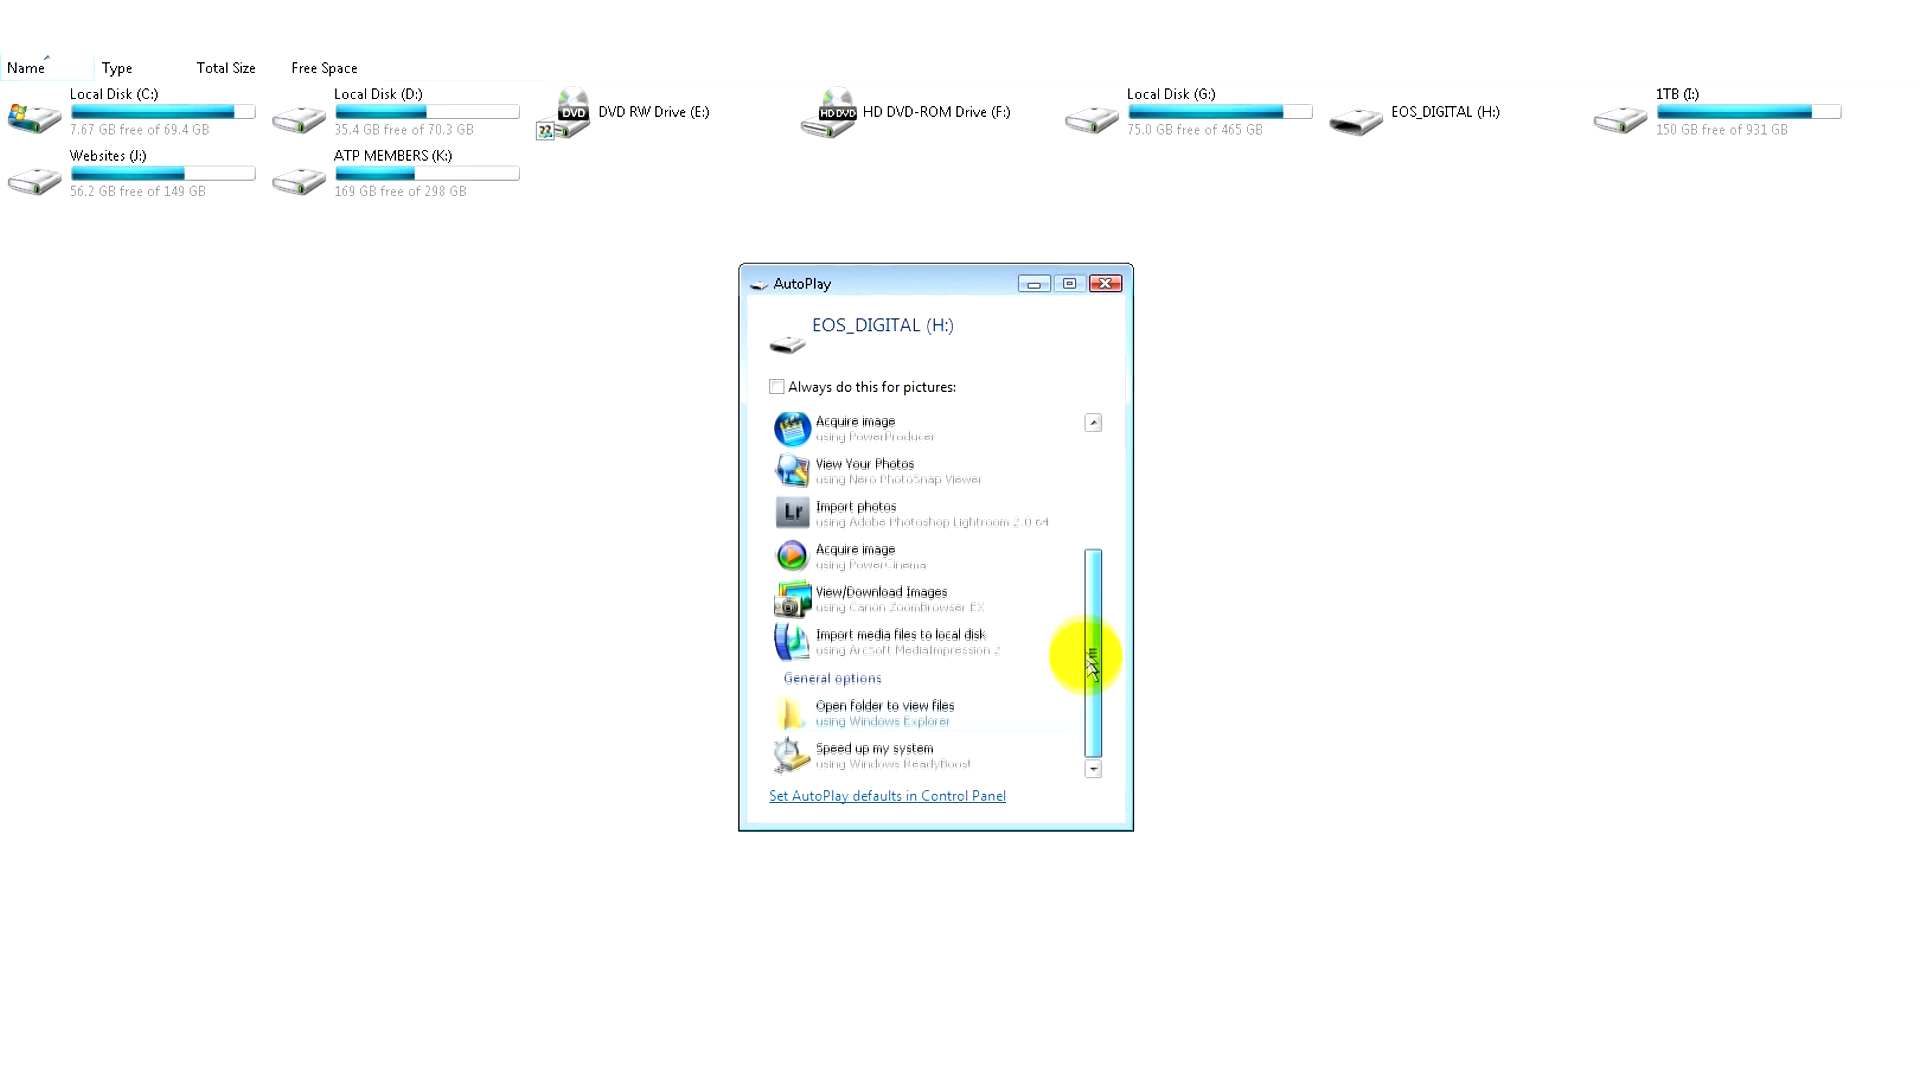 Name
Type
Total Size
Free Space
Local Disk (C:)
7.67 GB free of 69.4 GB
Local Disk (D:)
35.4 GB free of 70.3 GB
DVD
DVD RW Drive (E:)
HD DVD
HD DVD-ROM Drive (F:)
Local Disk (G:)
75.0 GB free of 465 GB
EOS_DIGITAL (H:)
1TB (I:)
150 GB free of 931 GB
Websites (J:)
56.2 GB free of 149 GB
ATP MEMBERS (K:)
169 GB free of 298 GB
AutoPlay
EOS_DIGITAL (H:)
Always do this for pictures:
Acquire image
using PowerProducer
View Your Photos
using Nero PhotoSnap Viewer
Lr
Import photos
using Adobe Photoshop Lightroom 2.0 64
Acquire image
using PowerCinema
View/Download Images
using Canon ZoomBrowser EX
Import media files to local disk
using ArcSoft MediaImpression 2
General options
Open folder to view files
using Windows Explorer
Speed up my system
using Windows ReadyBoost
Set AutoPlay defaults in Control Panel